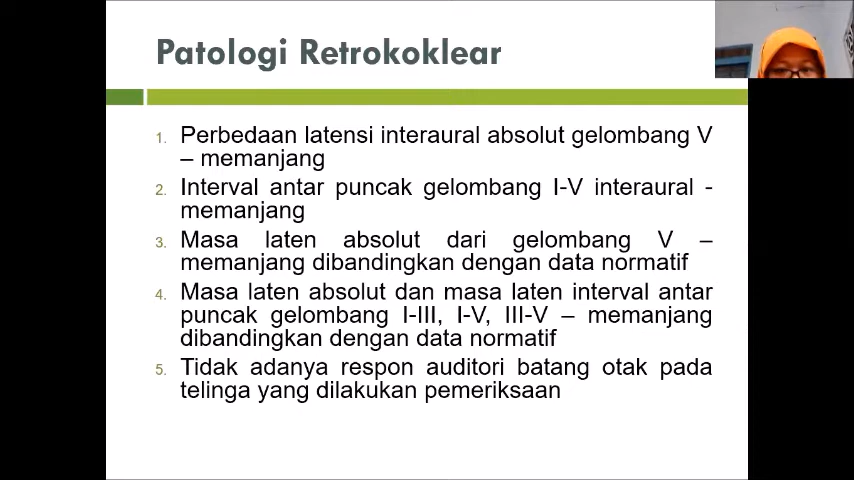 Patologi Retrokoklear
1. Perbedaan latensi interaural absolut gelombang V
– memanjang
2. Interval antar puncak gelombang I-V interaural -
memanjang
3. Masa laten absolut dari gelombang V –
memanjang dibandingkan dengan data normatif
4. Masa laten absolut dan masa laten interval antar
puncak gelombang I-III, I-V, III-V – memanjang
dibandingkan dengan data normatif
5. Tidak adanya respon auditori batang otak pada
telinga yang dilakukan pemeriksaan